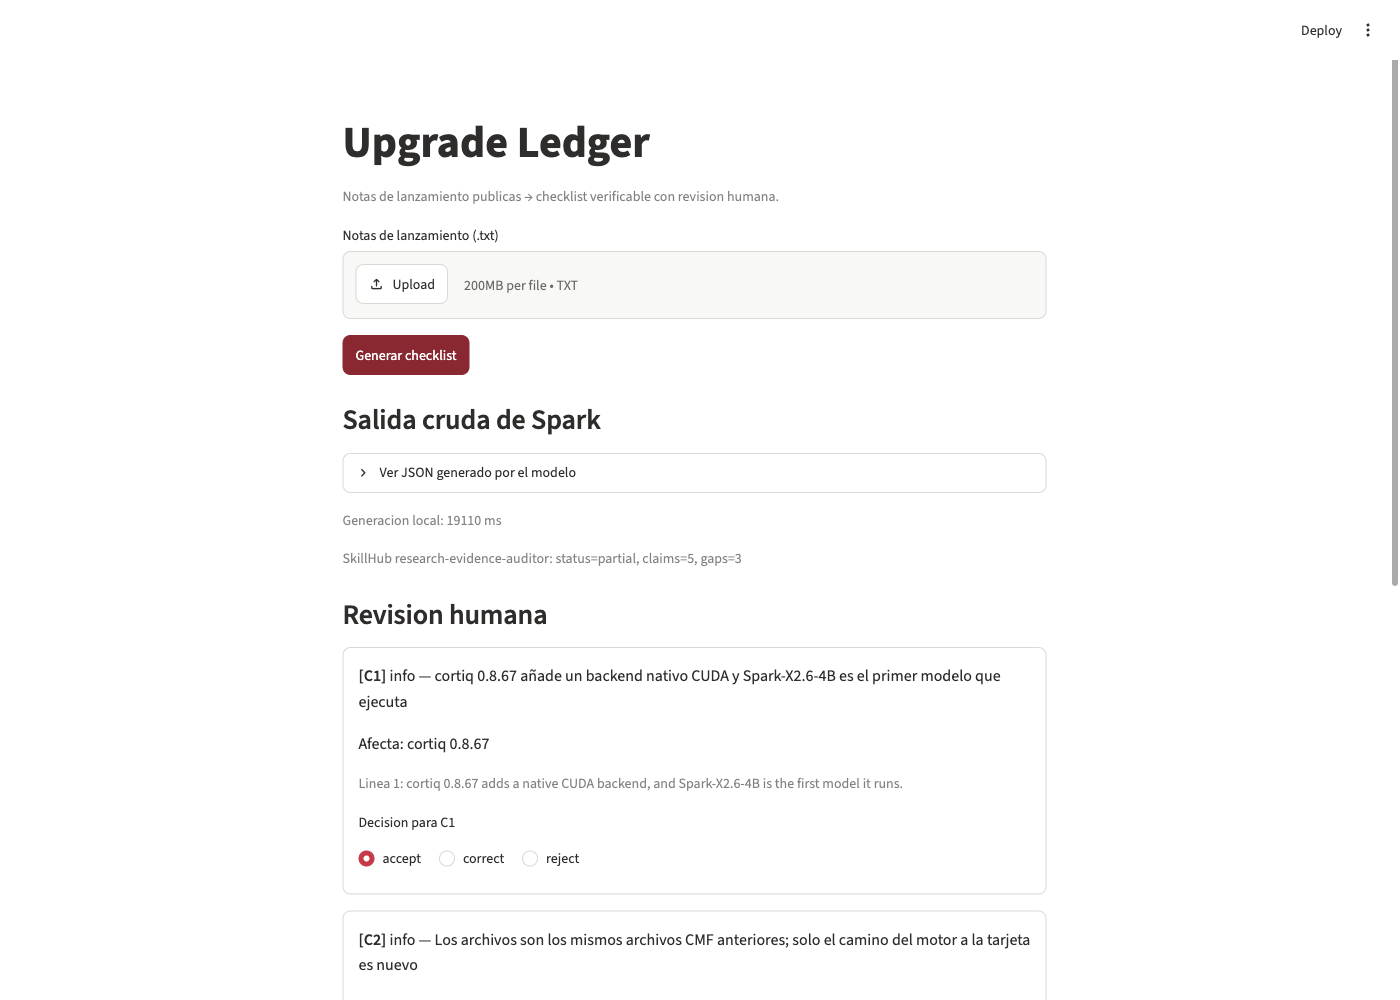 Deploy
Upgrade Ledger
Notas de lanzamiento publicas → checklist verificable con revision humana.
Notas de lanzamiento (.txt)
Upload
200MB per file • TXT
Generar checklist
Salida cruda de Spark
Ver JSON generado por el modelo
Generacion local: 19110 ms
SkillHub research-evidence-auditor: status=partial, claims=5, gaps=3
Revision humana
[C1] info — cortiq 0.8.67 añade un backend nativo CUDA y Spark-X2.6-4B es el primer modelo que
ejecuta
Afecta: cortiq 0.8.67
Linea 1: cortiq 0.8.67 adds a native CUDA backend, and Spark-X2.6-4B is the first model it runs.
Decision para C1
accept correct reject
[C2] info — Los archivos son los mismos archivos CMF anteriores; solo el camino del motor a la tarjeta
es nuevo